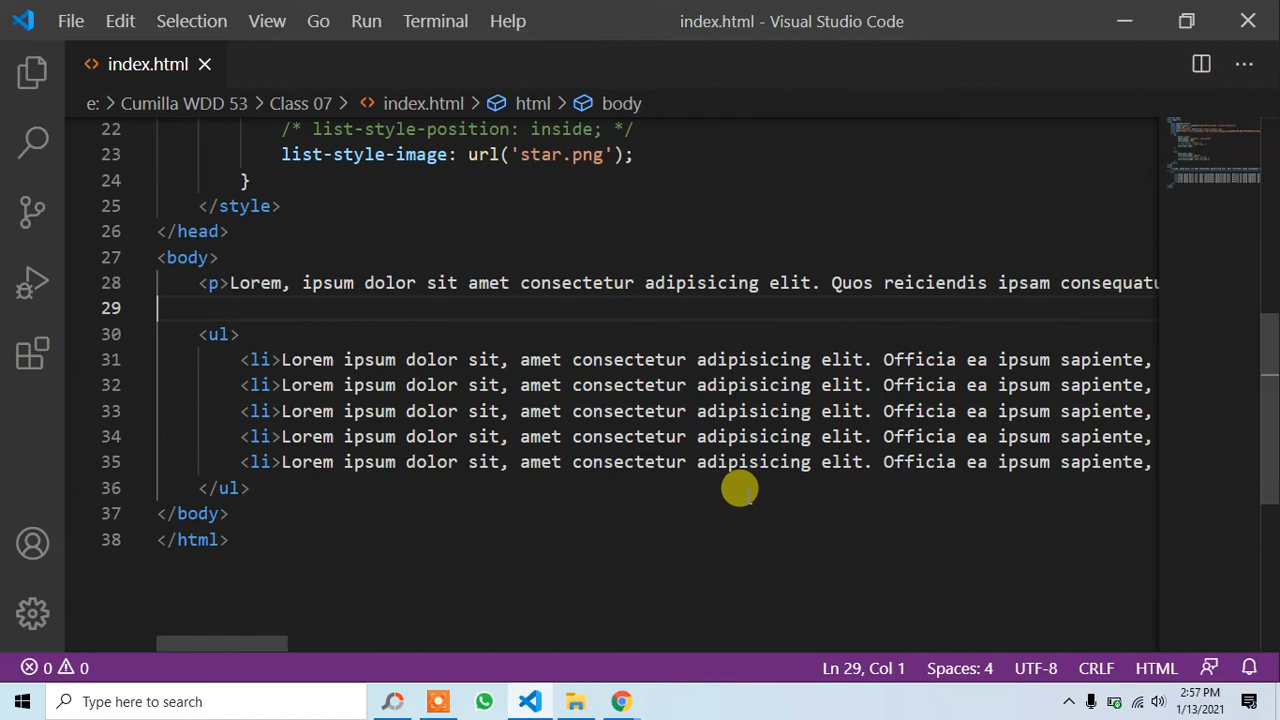 File Edit Selection View Go Run Terminal Help index.html - Visual Studio Code
index.html
e: > Cumilla WDD 53 > Class 07 > index.html > html > body
22 /* list-style-position: inside; */
23 list-style-image: url('star.png');
24 }
25 </style>
26 </head>
27 <body>
28 <p>Lorem, ipsum dolor sit amet consectetur adipisicing elit. Quos reiciendis ipsam consequatu
29
30 <ul>
31 <li>Lorem ipsum dolor sit, amet consectetur adipisicing elit. Officia ea ipsum sapiente,
32 <li>Lorem ipsum dolor sit, amet consectetur adipisicing elit. Officia ea ipsum sapiente,
33 <li>Lorem ipsum dolor sit, amet consectetur adipisicing elit. Officia ea ipsum sapiente,
34 <li>Lorem ipsum dolor sit, amet consectetur adipisicing elit. Officia ea ipsum sapiente,
35 <li>Lorem ipsum dolor sit, amet consectetur adipisicing elit. Officia ea ipsum sapiente,
36 </ul>
37 </body>
38 </html>
0 0 Ln 29, Col 1 Spaces: 4 UTF-8 CRLF HTML
Type here to search 2:57 PM
1/13/2021